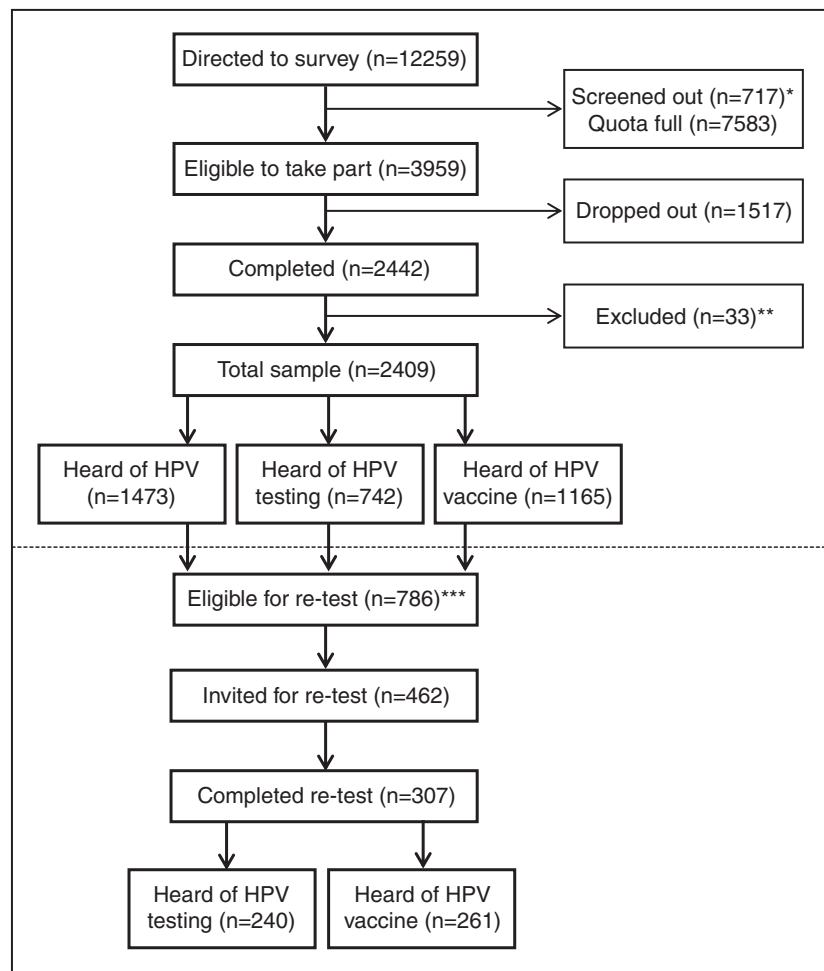 Directed to survey (n=12259)
Screened out (n=717)*
Quota full (n=7583)
Eligible to take part (n=3959)
Dropped out (n=1517)
Completed (n=2442)
Excluded (n=33)**
Total sample (n=2409)
Heard of HPV
(n=1473)
Heard of HPV
testing (n=742)
Heard of HPV
vaccine (n=1165)
Eligible for re-test (n=786)***
Invited for re-test (n=462)
Completed re-test (n=307)
Heard of HPV
testing (n=240)
Heard of HPV
vaccine (n=261)